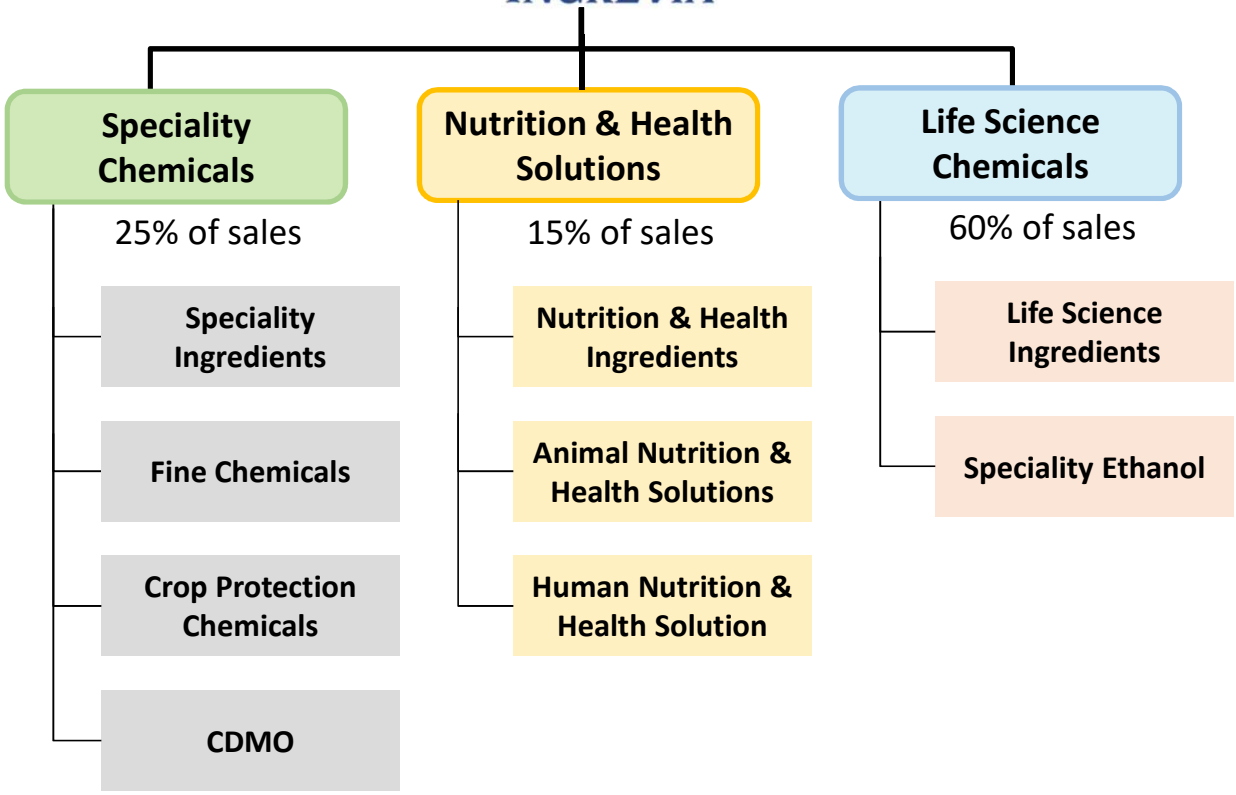 INGREVIA
Speciality
Chemicals
25% of sales
Speciality
Ingredients
Fine Chemicals
Crop Protection
Chemicals
CDMO
Nutrition & Health
Solutions
15% of sales
Nutrition & Health
Ingredients
Animal Nutrition &
Health Solutions
Human Nutrition &
Health Solution
Life Science
Chemicals
60% of sales
Life Science
Ingredients
Speciality Ethanol